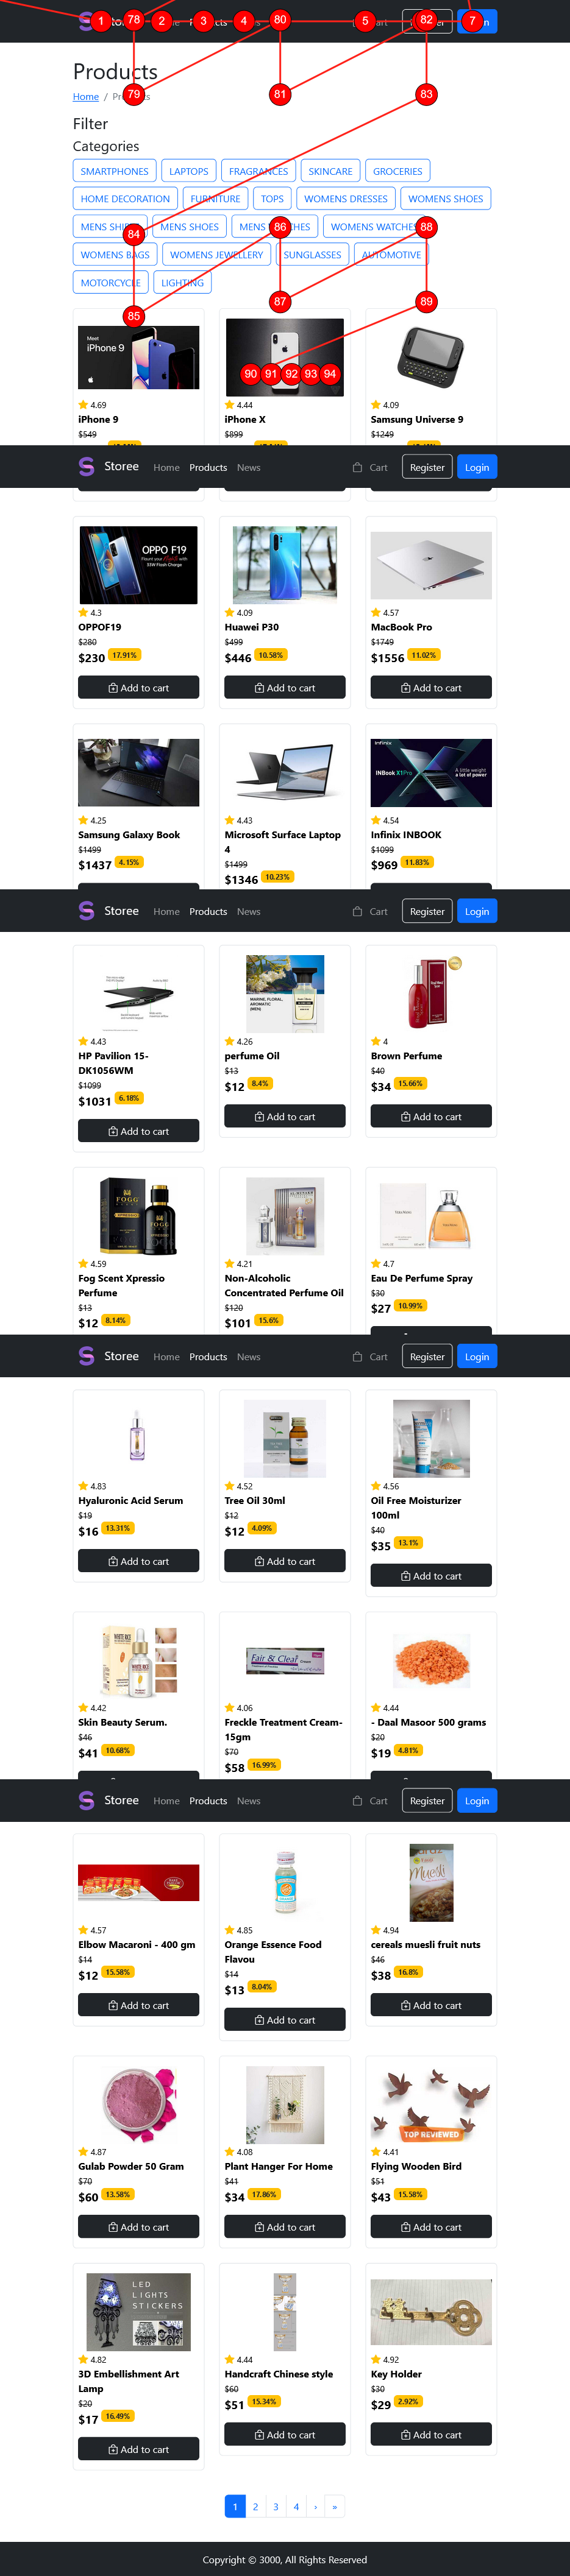 1 Storee 78 2 3 4 80 5 Cart 82 7
Products
Home / Products
79 81 83
Filter
Categories
SMARTPHONES LAPTOPS FRAGRANCES SKINCARE GROCERIES
HOME DECORATION FURNITURE TOPS WOMENS DRESSES WOMENS SHOES
MENS SHIRTS MENS SHOES MENS WATCHES WOMENS WATCHES
84 86 88
WOMENS BAGS WOMENS JEWELLERY SUNGLASSES AUTOMOTIVE
MOTORCYCLE LIGHTING
85 87 89
Meet
iPhone 9
90 91 92 93 94
4.69 4.44 4.09
iPhone 9 iPhone X Samsung Universe 9
$549 $899 $1249
Storee Home Products News Cart Register Login
OPPO F19
4.3 4.09 4.57
OPPOF19 Huawei P30 MacBook Pro
$280 $499 $1749
$230 17.91% $446 10.58% $1556 11.02%
Add to cart Add to cart Add to cart
Infinix
INBook X1Pro
A little weight
a lot of power
4.25 4.43 4.54
Samsung Galaxy Book Microsoft Surface Laptop 4 Infinix INBOOK
$1499 $1499 $1099
$1437 4.15% $1346 10.23% $969 11.83%
Storee Home Products News Cart Register Login
MARINE, FLORAL,
AROMATIC
(MEN)
4.43 4.26 4
HP Pavilion 15-DK1056WM perfume Oil Brown Perfume
$1099 $13 $40
$1031 6.18% $12 8.4% $34 15.66%
Add to cart Add to cart Add to cart
FOGG
4.59 4.21 4.7
Fog Scent Xpressio Perfume Non-Alcoholic Concentrated Perfume Oil Eau De Perfume Spray
$13 $120 $30
$12 8.14% $101 15.6% $27 10.99%
Storee Home Products News Cart Register Login
4.83 4.52 4.56
Hyaluronic Acid Serum Tree Oil 30ml Oil Free Moisturizer 100ml
$19 $12 $40
$16 13.31% $12 4.09% $35 13.1%
Add to cart Add to cart Add to cart
WHITE RICE
Fair & Clear
4.42 4.06 4.44
Skin Beauty Serum. Freckle Treatment Cream- 15gm - Daal Masoor 500 grams
$46 $70 $20
$41 10.68% $58 16.99% $19 4.81%
Storee Home Products News Cart Register Login
Muesli
4.57 4.85 4.94
Elbow Macaroni - 400 gm Orange Essence Food Flavou cereals muesli fruit nuts
$14 $14 $46
$12 15.58% $13 8.04% $38 16.8%
Add to cart Add to cart Add to cart
TOP REVIEWED
4.87 4.08 4.41
Gulab Powder 50 Gram Plant Hanger For Home Flying Wooden Bird
$70 $41 $51
$60 13.58% $34 17.86% $43 15.58%
Add to cart Add to cart Add to cart
LED
LIGHTS
STICKERS
4.82 4.44 4.92
3D Embellishment Art Lamp Handcraft Chinese style Key Holder
$20 $60 $30
$17 16.49% $51 15.34% $29 2.92%
Add to cart Add to cart Add to cart
1 2 3 4 › »
Copyright © 3000, All Rights Reserved